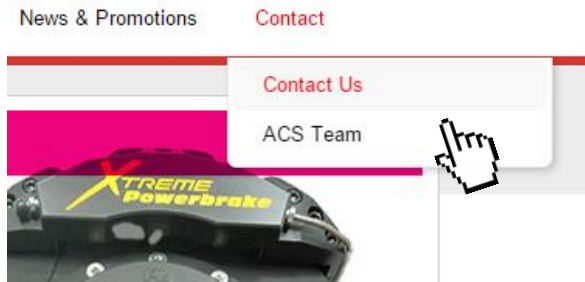 News & Promotions Contact
Contact Us
ACS Team
XTREME
Powerbrake